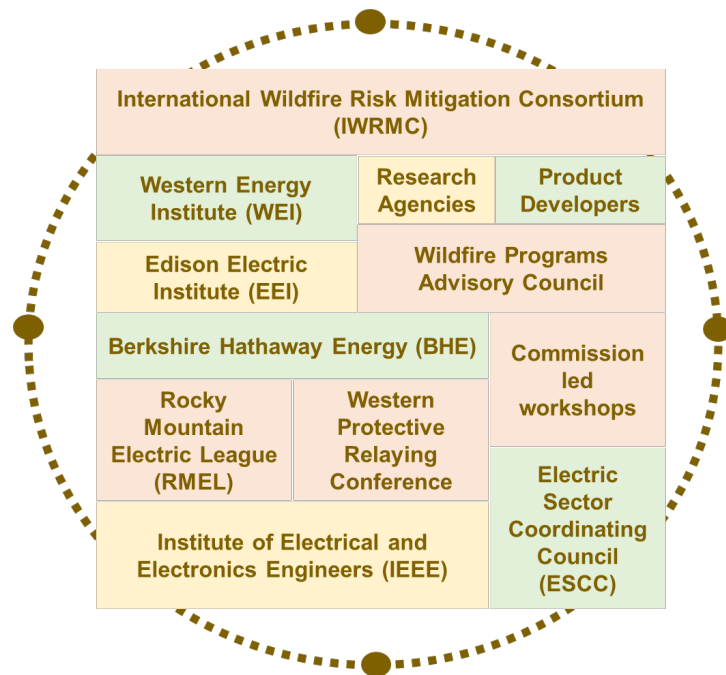 International Wildfire Risk Mitigation Consortium
(IWRMC)
Western Energy
Institute (WEI)
Research
Agencies
Product
Developers
Edison Electric
Institute (EEI)
Wildfire Programs
Advisory Council
Berkshire Hathaway Energy (BHE)
Commission
led
workshops
Rocky
Mountain
Electric League
(RMEL)
Western
Protective
Relaying
Conference
Electric
Sector
Coordinating
Council
(ESCC)
Institute of Electrical and
Electronics Engineers (IEEE)